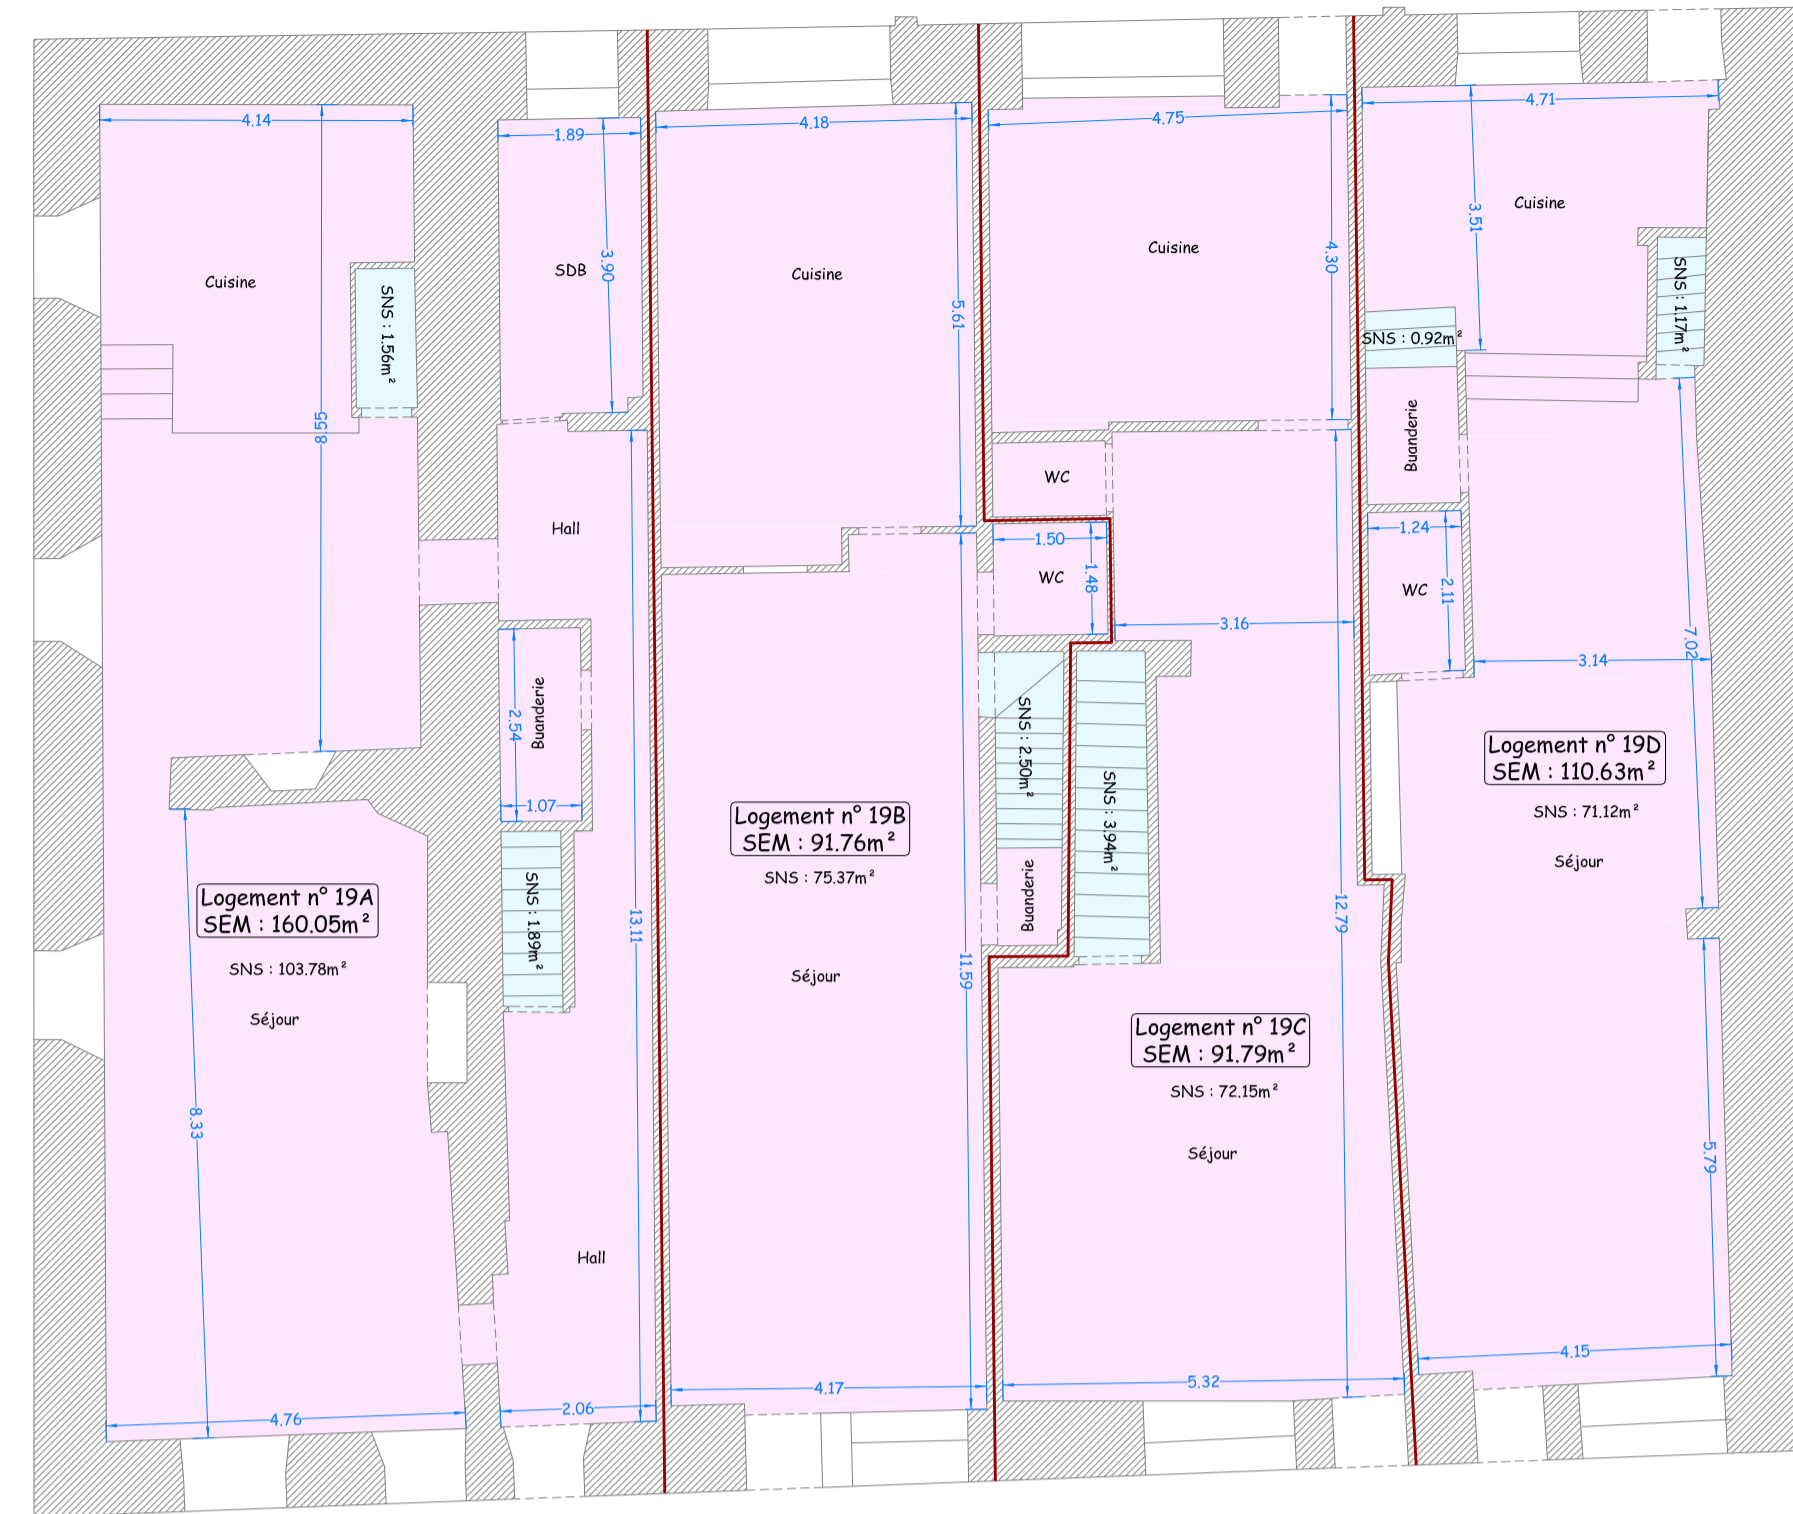 4.14
1.89
4.18
4.75
4.71
Cuisine
8.55
SNS : 1.56m²
SDB
3.90
Cuisine
5.61
Cuisine
4.30
Cuisine
3.51
SNS : 1.17m²
SNS : 0.92m²
Buanderie
WC
Hall
1.50
WC
1.48
1.24
WC
2.11
3.16
3.14
7.02
2.54
Buanderie
1.07
SNS : 2.50m²
SNS : 3.94m²
Buanderie
Logement n° 19D
SEM : 110.63m²
SNS : 71.12m²
Séjour
Logement n° 19B
SEM : 91.76m²
SNS : 75.37m²
Séjour
11.59
Logement n° 19A
SEM : 160.05m²
SNS : 103.78m²
Séjour
SNS : 1.89m²
13.11
12.79
Logement n° 19C
SEM : 91.79m²
SNS : 72.15m²
Séjour
8.33
5.79
Hall
4.76
2.06
4.17
5.32
4.15